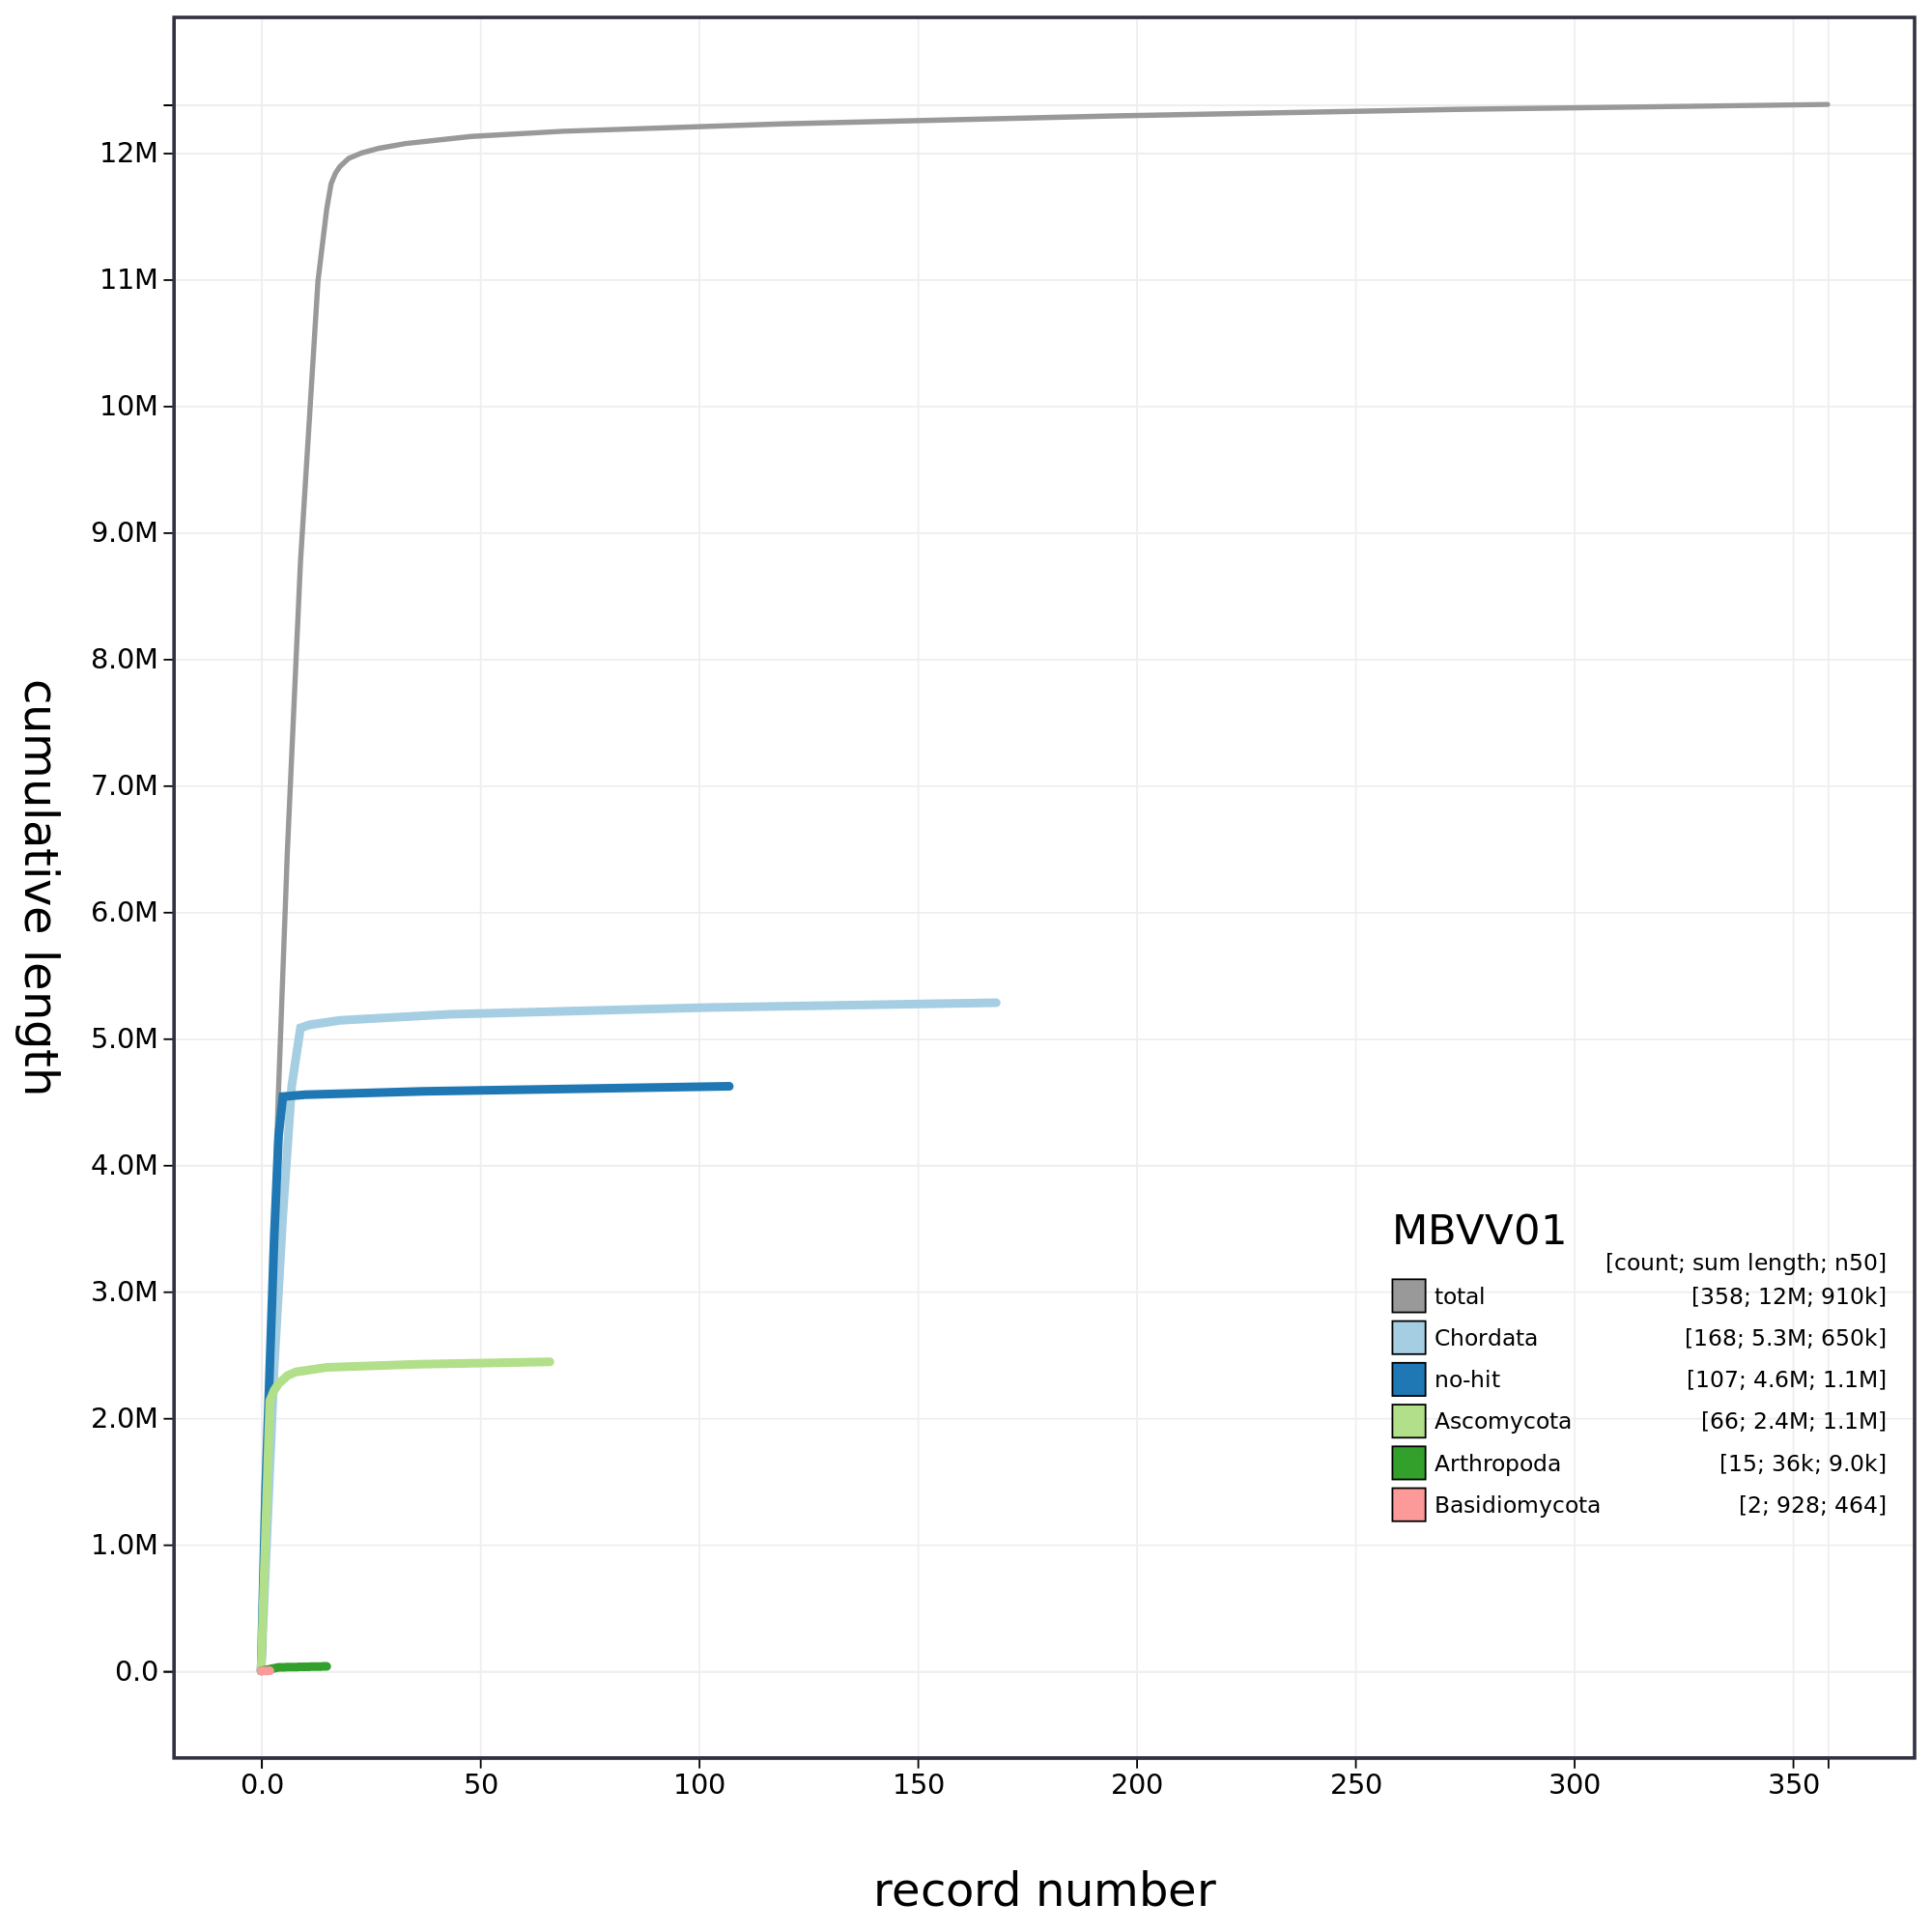 cumulative length
12M
11M
10M
9.0M
8.0M
7.0M
6.0M
5.0M
4.0M
3.0M
2.0M
1.0M
0.0
MBVV01
[count; sum length; n50]
total [358; 12M; 910k]
Chordata [168; 5.3M; 650k]
no-hit [107; 4.6M; 1.1M]
Ascomycota [66; 2.4M; 1.1M]
Arthropoda [15; 36k; 9.0k]
Basidiomycota [2; 928; 464]
0.0 50 100 150 200 250 300 350
record number